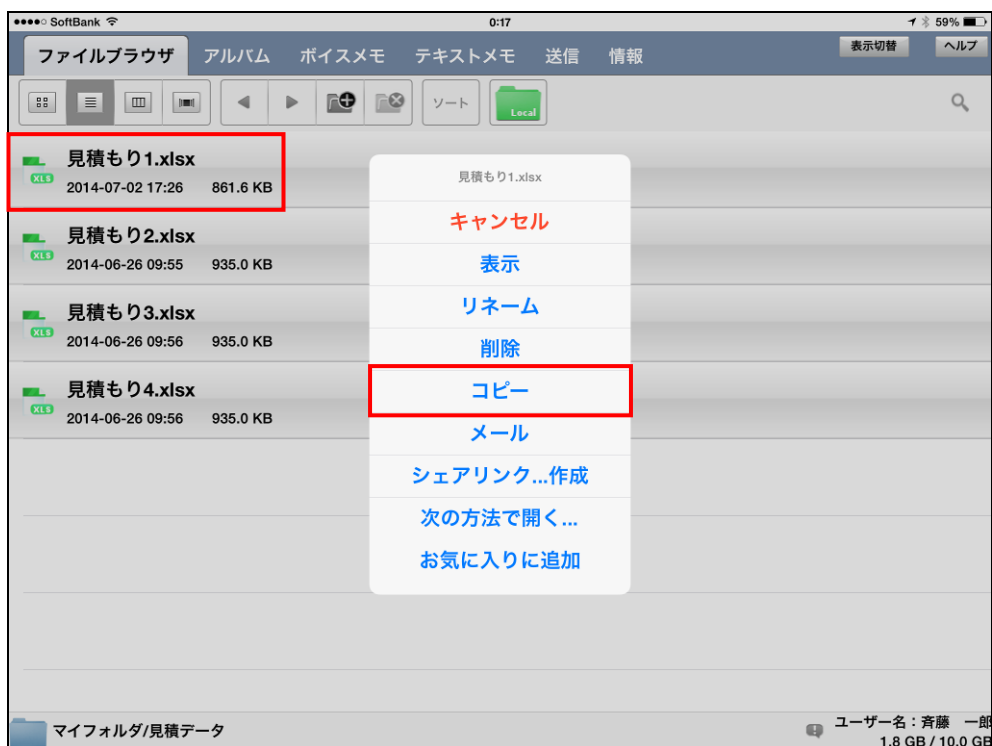 SoftBank 0:17 59%
ファイルブラウザ アルバム ボイスメモ テキストメモ 送信 情報 表示切替 ヘルプ
ソート Local
見積もり1.xlsx
XLS
2014-07-02 17:26 861.6 KB
見積もり2.xlsx
XLS
2014-06-26 09:55 935.0 KB
見積もり3.xlsx
XLS
2014-06-26 09:56 935.0 KB
見積もり4.xlsx
XLS
2014-06-26 09:56 935.0 KB
見積もり1.xlsx
キャンセル
表示
リネーム
削除
コピー
メール
シェアリンク...作成
次の方法で開く...
お気に入りに追加
マイフォルダ/見積データ
ユーザー名：斉藤　一郎
1.8 GB / 10.0 GB